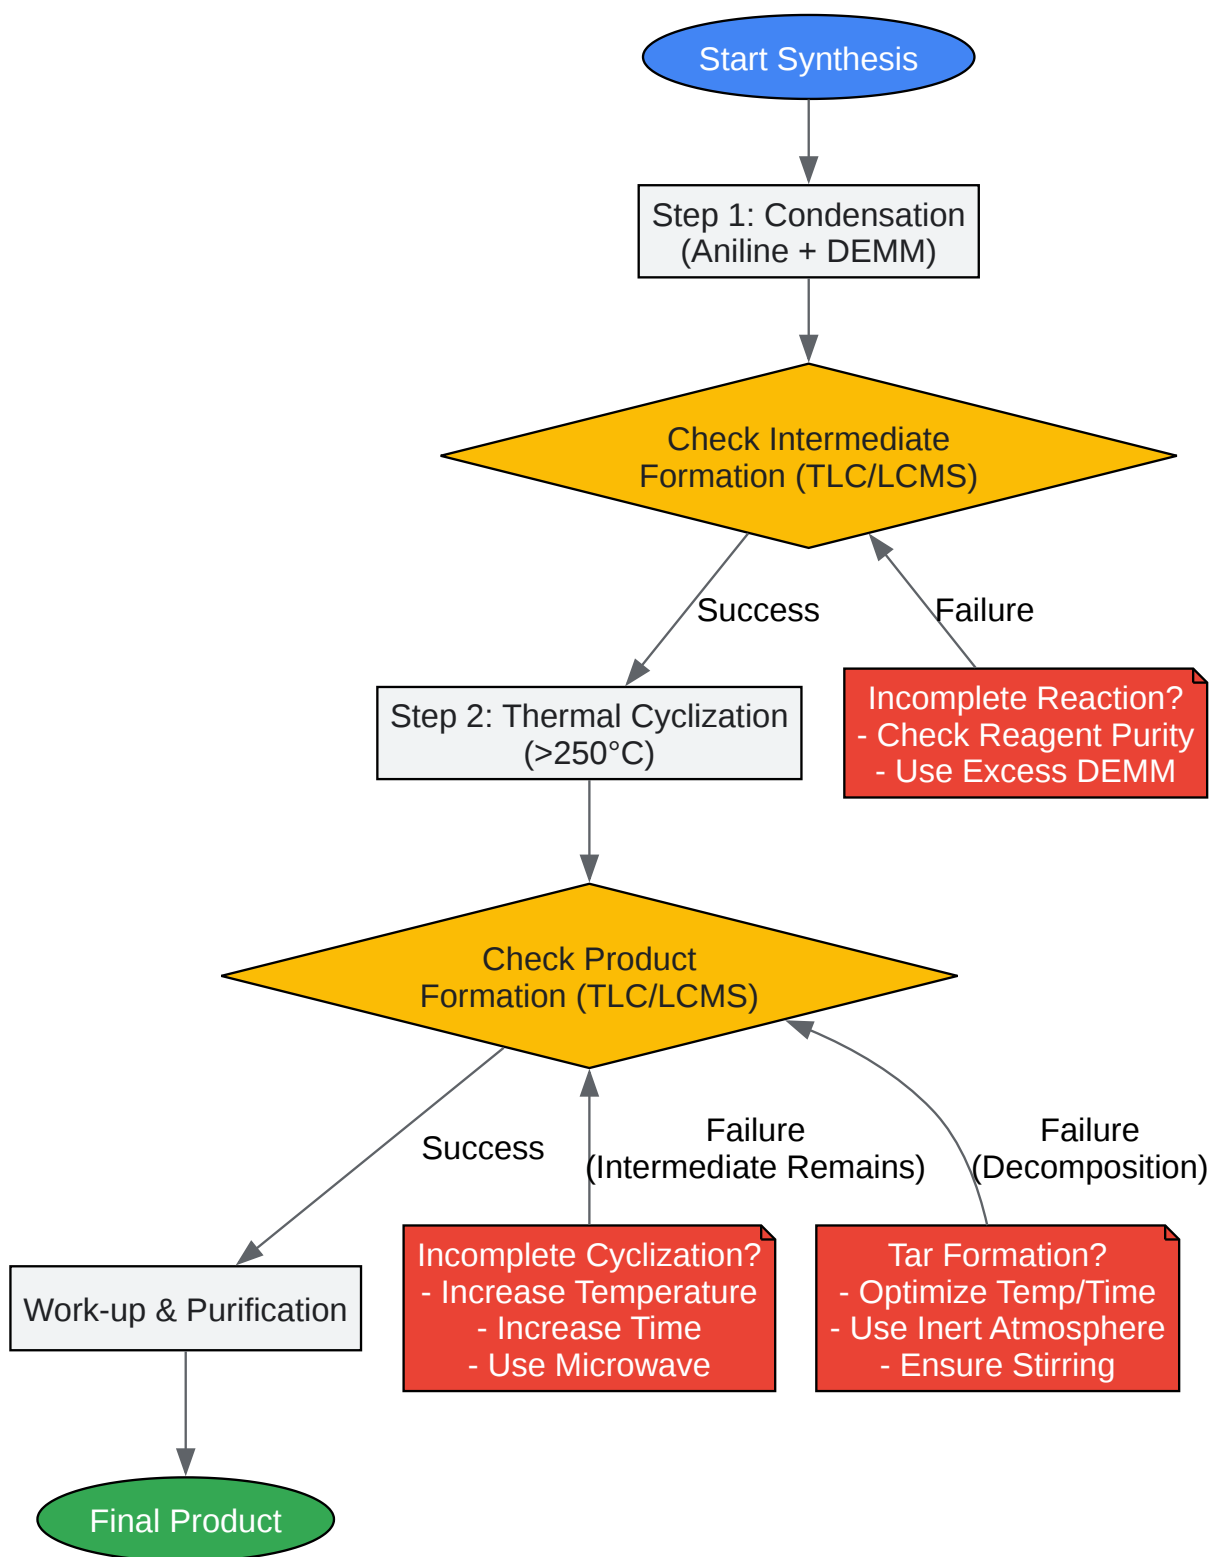 Start Synthesis
Step 1: Condensation
(Aniline + DEMM)
Check Intermediate
Formation (TLC/LCMS)
Success
Failure
Step 2: Thermal Cyclization
(>250°C)
Incomplete Reaction?
- Check Reagent Purity
- Use Excess DEMM
Check Product
Formation (TLC/LCMS)
Success
Failure
(Intermediate Remains)
Failure
(Decomposition)
Work-up & Purification
Incomplete Cyclization?
- Increase Temperature
- Increase Time
- Use Microwave
Tar Formation?
- Optimize Temp/Time
- Use Inert Atmosphere
- Ensure Stirring
Final Product